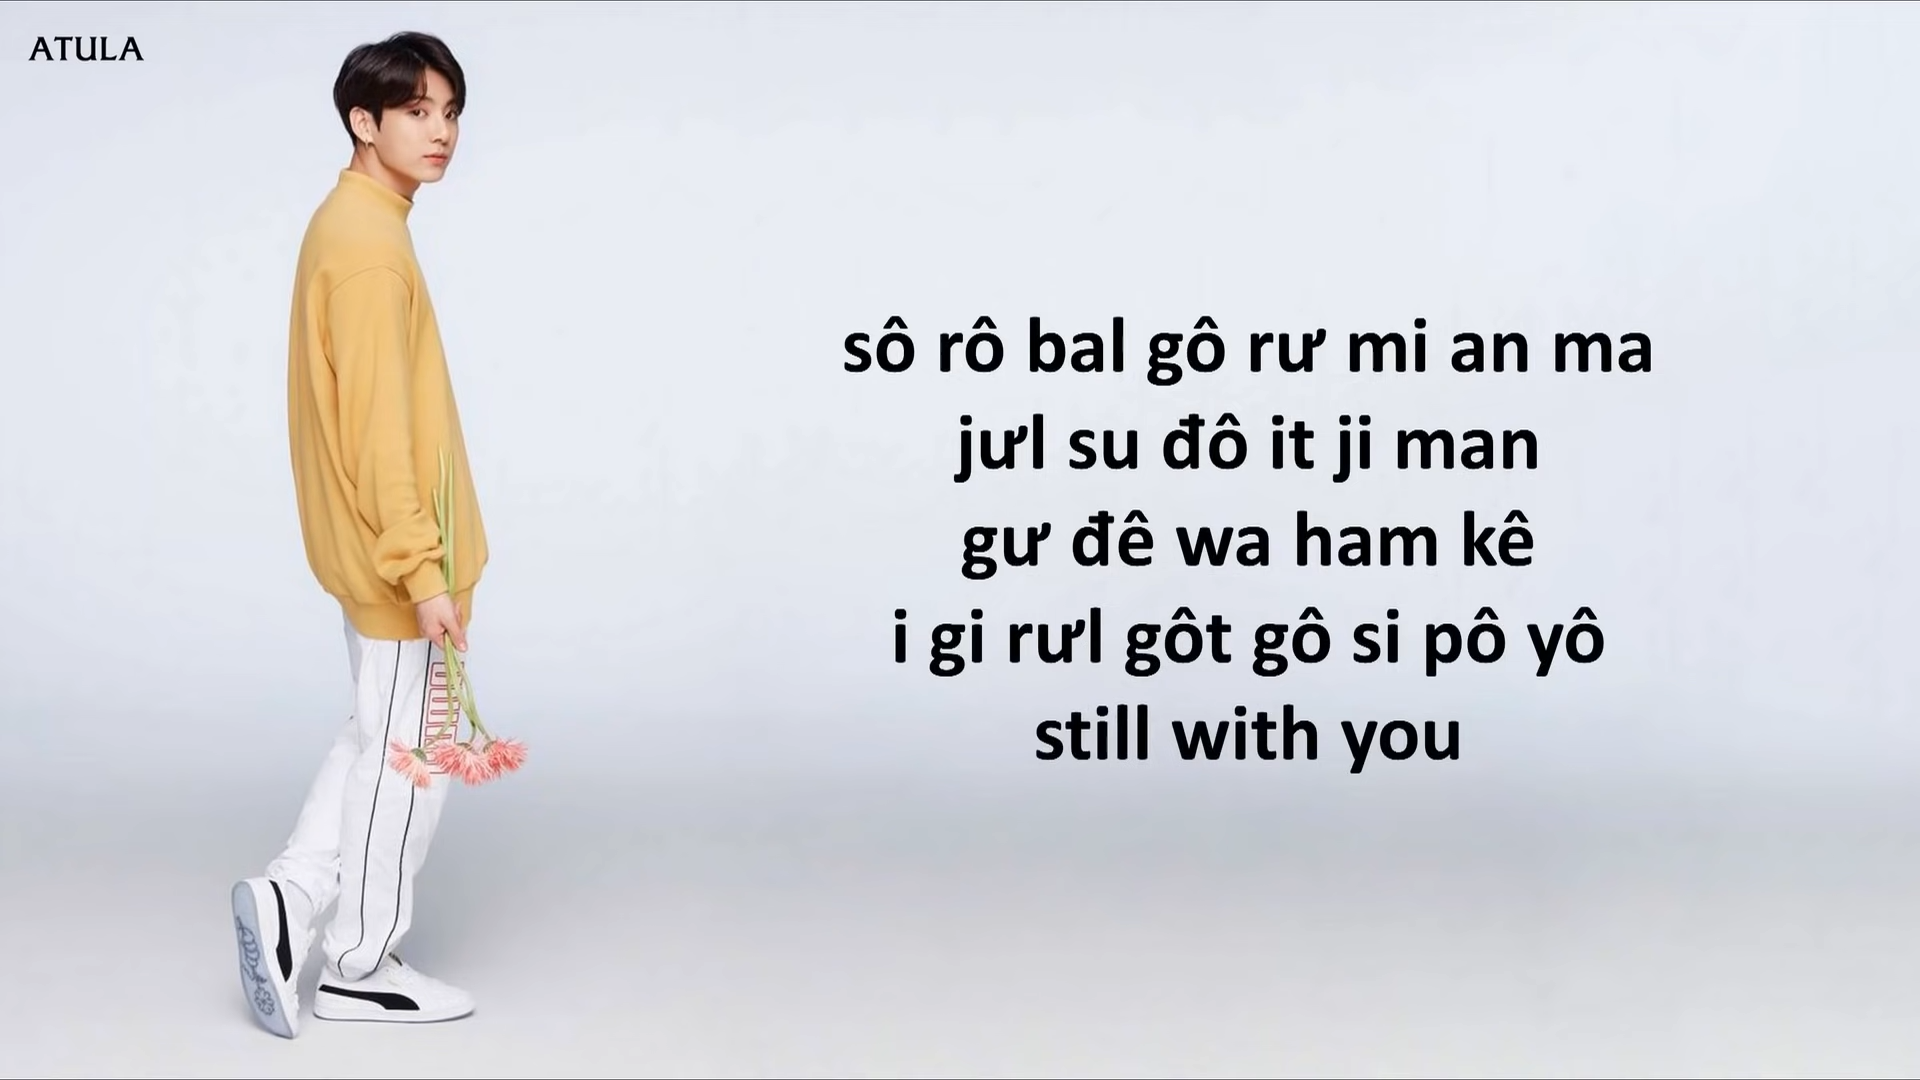 ATULA
sô rô bal gô rư mi an ma
jưl su đô it ji man
gư đê wa ham kê
i gi rưl gôt gô si pô yô
still with you